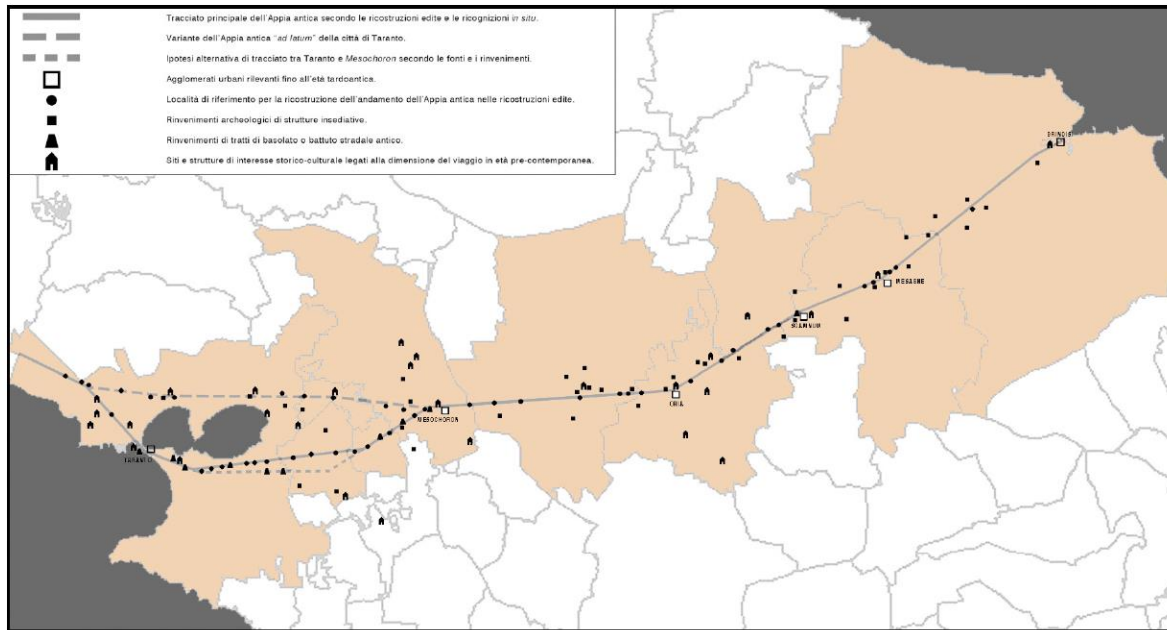 Tracciato principale dell'Appia antica secondo le ricostruzioni edite e le ricognizioni in situ.
Variante dell'Appia antica "ad latum" della città di Taranto.
Ipotesi alternativa di tracciato tra Taranto e Mesochoron secondo le fonti e i rinvenimenti.
Agglomerati urbani rilevanti fino all'età tardoantica.
Località di riferimento per la ricostruzione dell'andamento dell'Appia antica nelle ricostruzioni edite.
Rinvenimenti archeologici di strutture insediative.
Rinvenimenti di tratti di basolato o battuto stradale antico.
Siti e strutture di interesse storico-culturale legati alla dimensione del viaggio in età pre-contemporanea.
BRINDISI
MESAGNE
SCAMNUM
ORIA
MESOCHORON
TARANTO